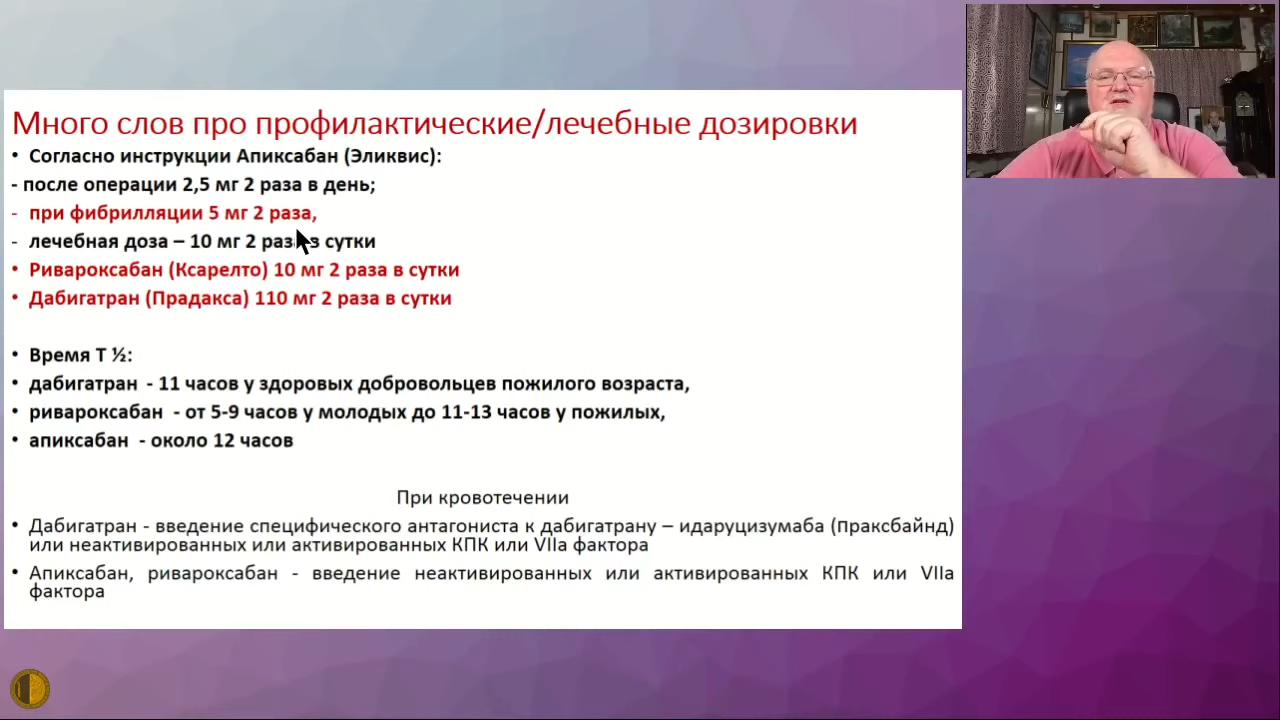 Много слов про профилактические/лечебные дозировки
• Согласно инструкции Апиксабан (Эликвис):
- после операции 2,5 мг 2 раза в день;
- при фибрилляции 5 мг 2 раза,
- лечебная доза – 10 мг 2 раза в сутки
• Ривароксабан (Ксарелто) 10 мг 2 раза в сутки
• Дабигатран (Прадакса) 110 мг 2 раза в сутки
• Время Т ½:
• дабигатран - 11 часов у здоровых добровольцев пожилого возраста,
• ривароксабан - от 5-9 часов у молодых до 11-13 часов у пожилых,
• апиксабан - около 12 часов
При кровотечении
• Дабигатран - введение специфического антагониста к дабигатрану – идаруцизумаба (Праксбайнд)
или неактивированных или активированных КПК или VIIa фактора
• Апиксабан, ривароксабан - введение неактивированных или активированных КПК или VIIa
фактора